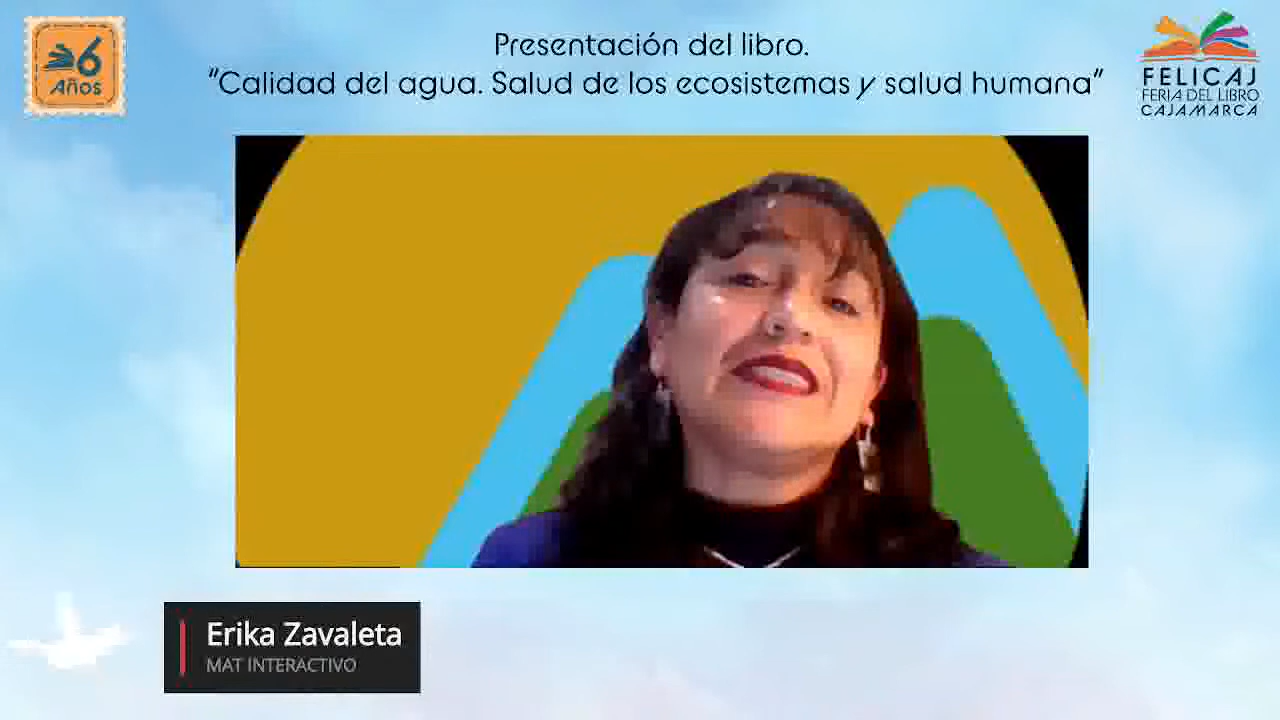 6
Años
Presentación del libro.
"Calidad del agua. Salud de los ecosistemas y salud humana"
FELICAJ
FERIA DEL LIBRO
CAJAMARCA
Erika Zavaleta
MAT INTERACTIVO